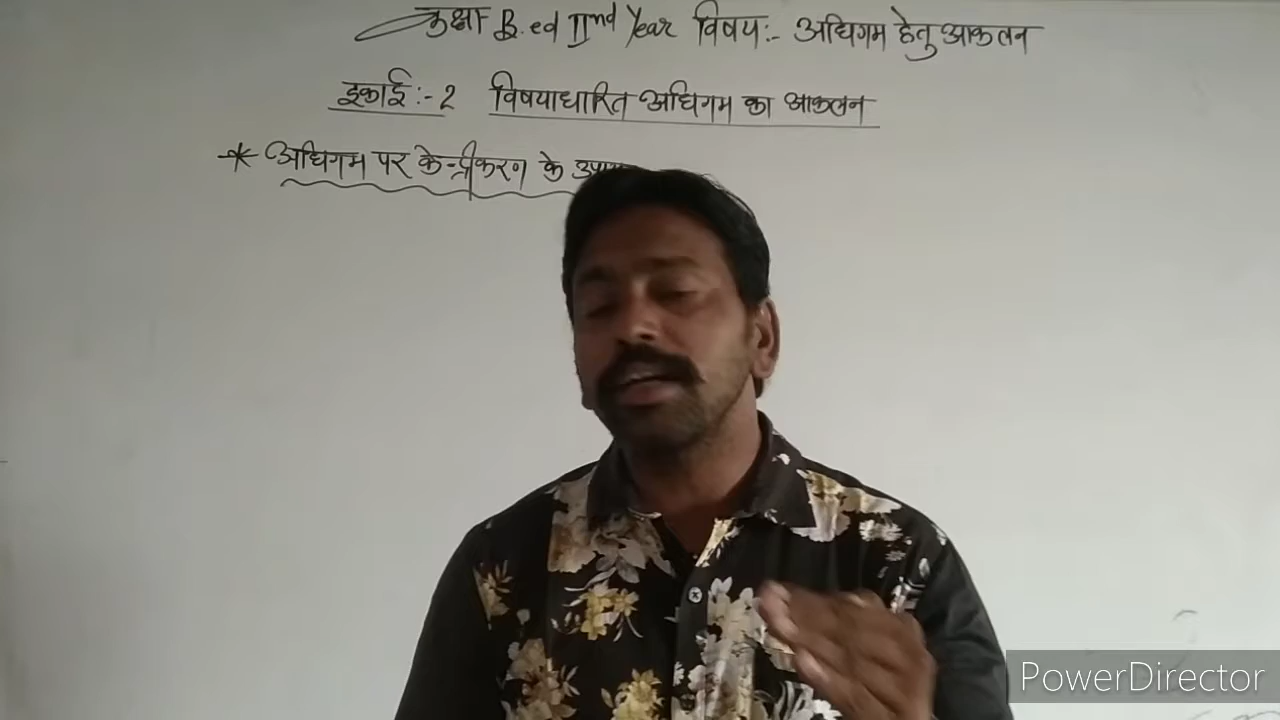 कक्षा B.ed IInd Year विषय:- अधिगम हेतु आकलन
इकाई:- 2 विषयाधारित अधिगम का आकलन
* अधिगम पर केन्द्रीकरण के
PowerDirector